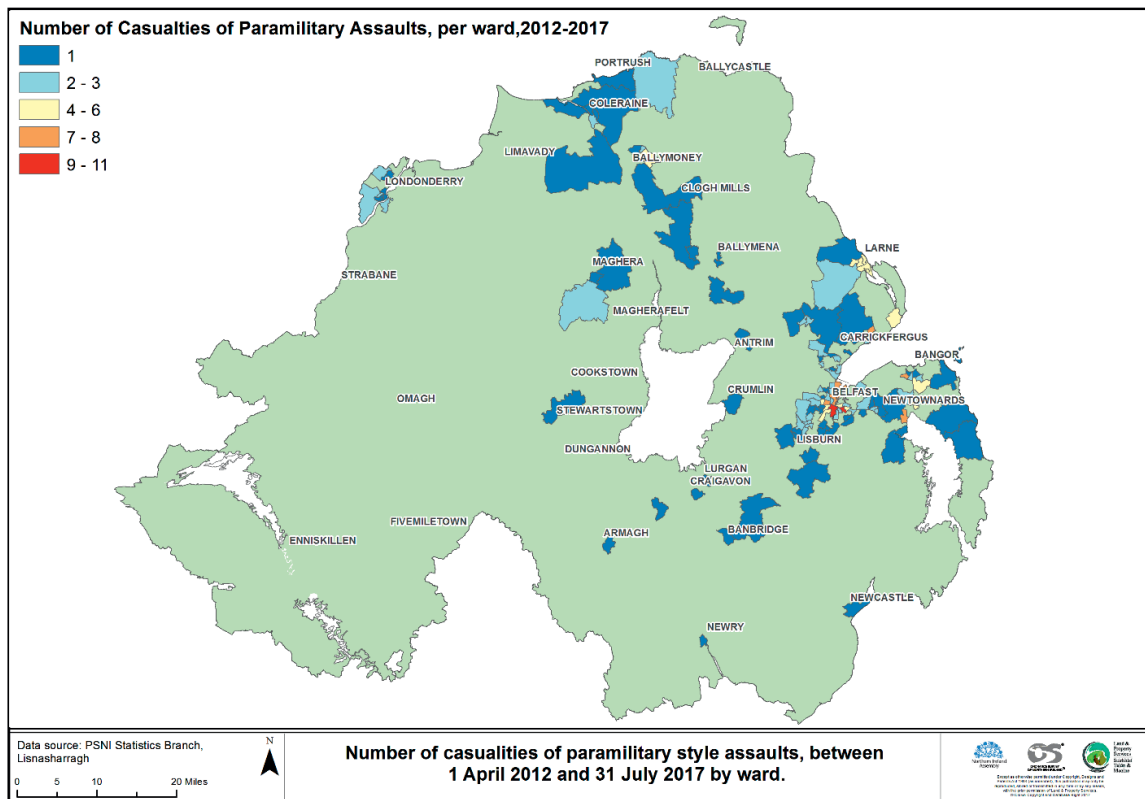 Number of Casualties of Paramilitary Assaults, per ward,2012-2017
1
2 - 3
4 - 6
7 - 8
9 - 11
PORTRUSH
BALLYCASTLE
COLERAINE
LIMAVADY
BALLYMONEY
LONDONDERRY
CLOGH MILLS
BALLYMENA
LARNE
MAGHERA
STRABANE
MAGHERAFELT
CARRICKFERGUS
ANTRIM
BANGOR
COOKSTOWN
CRUMLIN
BELFAST
OMAGH
NEWTOWNARDS
STEWARTSTOWN
LISBURN
DUNGANNON
LURGAN
CRAIGAVON
FIVEMILETOWN
ARMAGH
BANBRIDGE
ENNISKILLEN
NEWCASTLE
NEWRY
Data source: PSNI Statistics Branch,
Lisnasharragh
N
0 5 10 20 Miles
Number of casualities of paramilitary style assaults, between
1 April 2012 and 31 July 2017 by ward.
Northern Ireland
Assembly